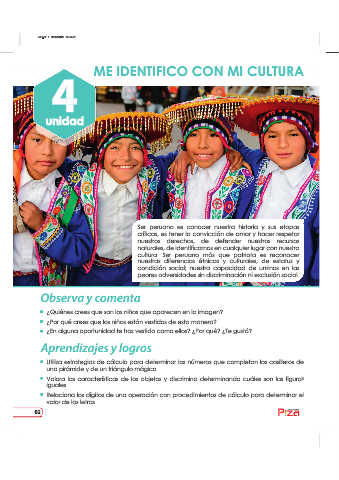 ME IDENTIFICO CON MI CULTURA
4
unidad
Ser peruano es conocer nuestra historia y sus etapas
críticas, es tener la convicción de amar y hacer respetar
nuestros derechos, de defender nuestros recursos
naturales, de identificarnos en cualquier lugar con nuestra
cultura. Ser peruano más que patriota es reconocer
nuestras diferencias étnicas y culturales, de estatus y
condición social; nuestra capacidad de unirnos en las
peores adversidades sin discriminación ni exclusión social.
Observa y comenta
¿Quiénes crees que son los niños que aparecen en la imagen?
¿Por qué crees que los niños están vestidos de esta manera?
¿En alguna oportunidad te has vestido como ellos? ¿Por qué? ¿Te gustó?
Aprendizajes y logros
Utiliza estrategias de cálculo para determinar los números que completan los casilleros de
una pirámide y de un triángulo mágico
Valora las características de los objetos y discrimina determinando cuáles son las figuras
iguales
Relaciona los dígitos de una operación con procedimientos de cálculo para determinar el
valor de las letras